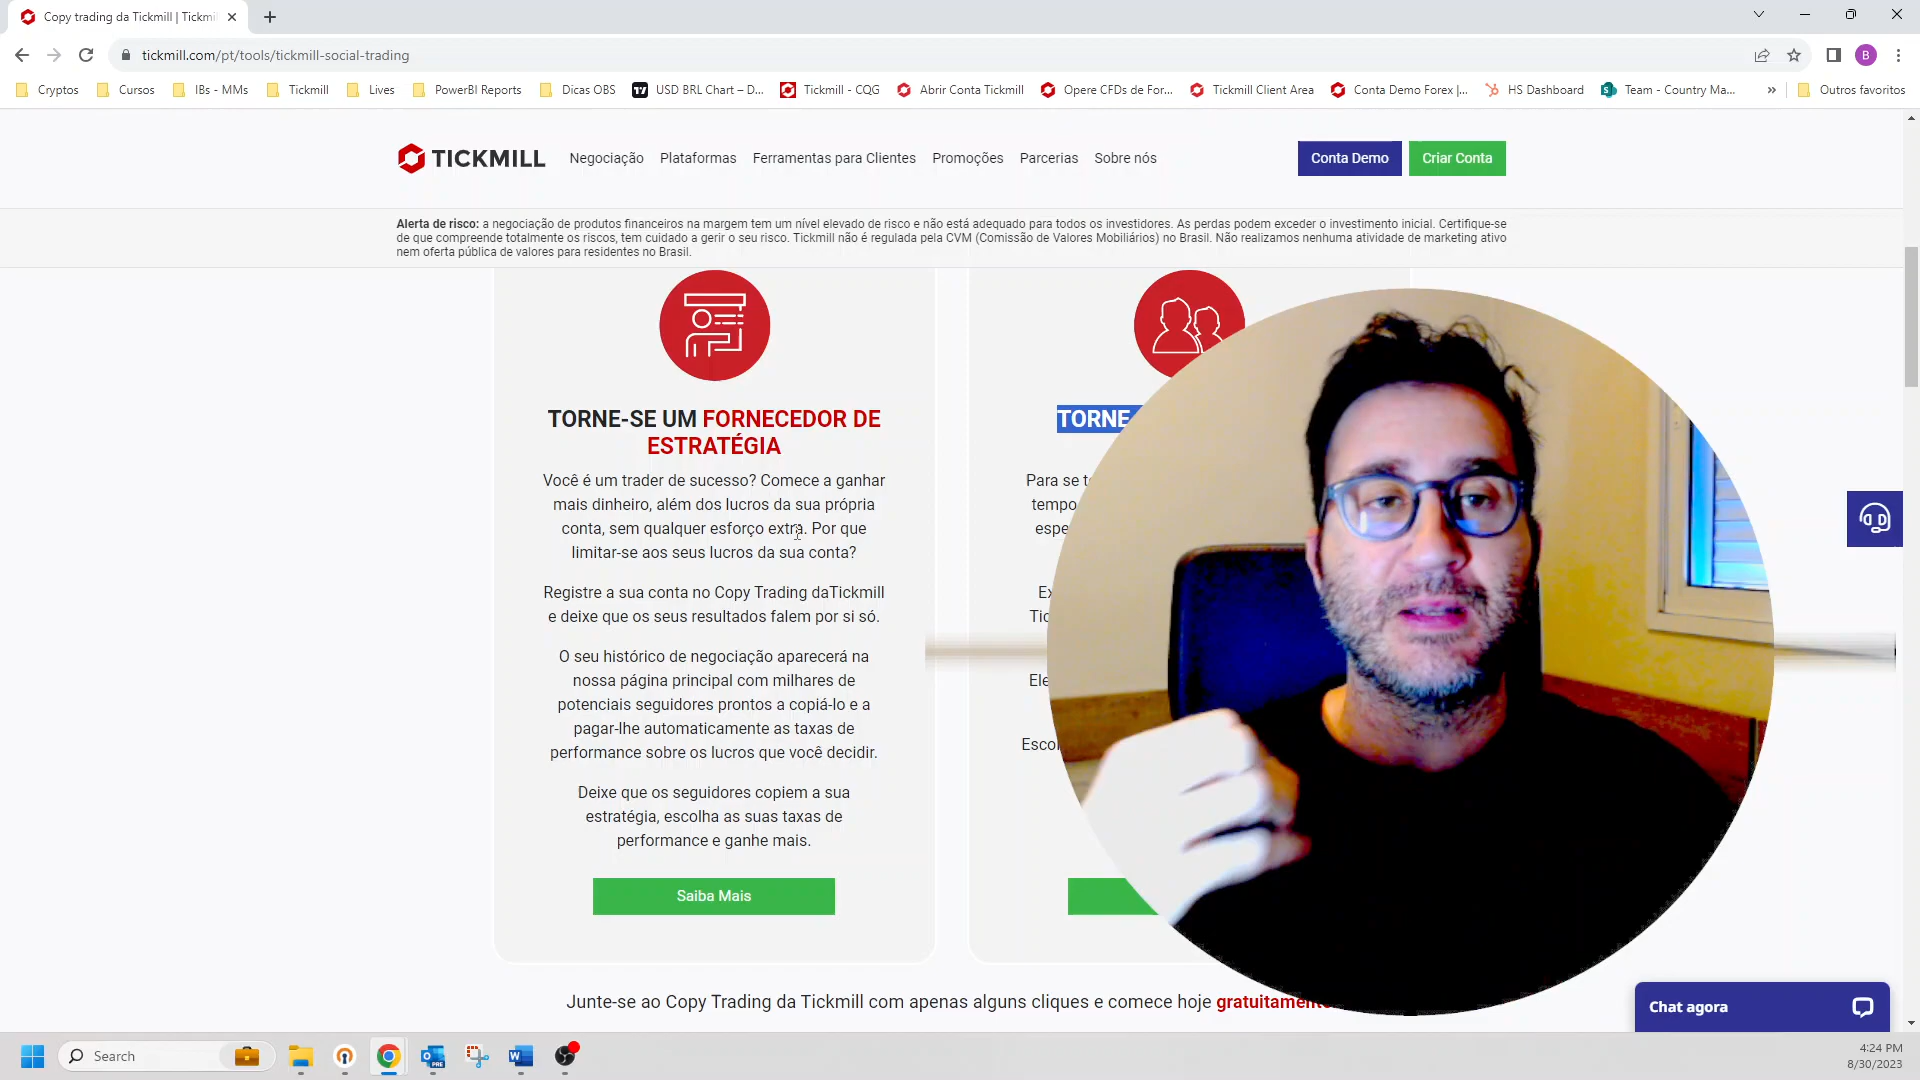 Copy trading da Tickmill | Tickmi
tickmill.com/pt/tools/tickmill-social-trading
B
Cryptos
Cursos
IBs - MMs
Tickmill
Lives
PowerBI Reports
Dicas OBS
USD BRL Chart – D...
Tickmill - CQG
Abrir Conta Tickmill
Opere CFDs de For...
Tickmill Client Area
Conta Demo Forex |...
HS Dashboard
Team - Country Ma...
Outros favoritos
TICKMILL
Negociação
Plataformas
Ferramentas para Clientes
Promoções
Parcerias
Sobre nós
Conta Demo
Criar Conta
Alerta de risco: a negociação de produtos financeiros na margem tem um nível elevado de risco e não está adequado para todos os investidores. As perdas podem exceder o investimento inicial. Certifique-se
de que compreende totalmente os riscos, tem cuidado a gerir o seu risco. Tickmill não é regulada pela CVM (Comissão de Valores Mobiliários) no Brasil. Não realizamos nenhuma atividade de marketing ativo
nem oferta pública de valores para residentes no Brasil.
TORNE-SE UM FORNECEDOR DE
ESTRATÉGIA
Você é um trader de sucesso? Comece a ganhar
mais dinheiro, além dos lucros da sua própria
conta, sem qualquer esforço extra. Por que
limitar-se aos seus lucros da sua conta?
Registre a sua conta no Copy Trading daTickmill
e deixe que os seus resultados falem por si só.
O seu histórico de negociação aparecerá na
nossa página principal com milhares de
potenciais seguidores prontos a copiá-lo e a
pagar-lhe automaticamente as taxas de
performance sobre os lucros que você decidir.
Deixe que os seguidores copiem a sua
estratégia, escolha as suas taxas de
performance e ganhe mais.
Saiba Mais
TORNE
Para se
tempo
Junte-se ao Copy Trading da Tickmill com apenas alguns cliques e comece hoje
Chat agora
Search
4:24 PM
8/30/2023